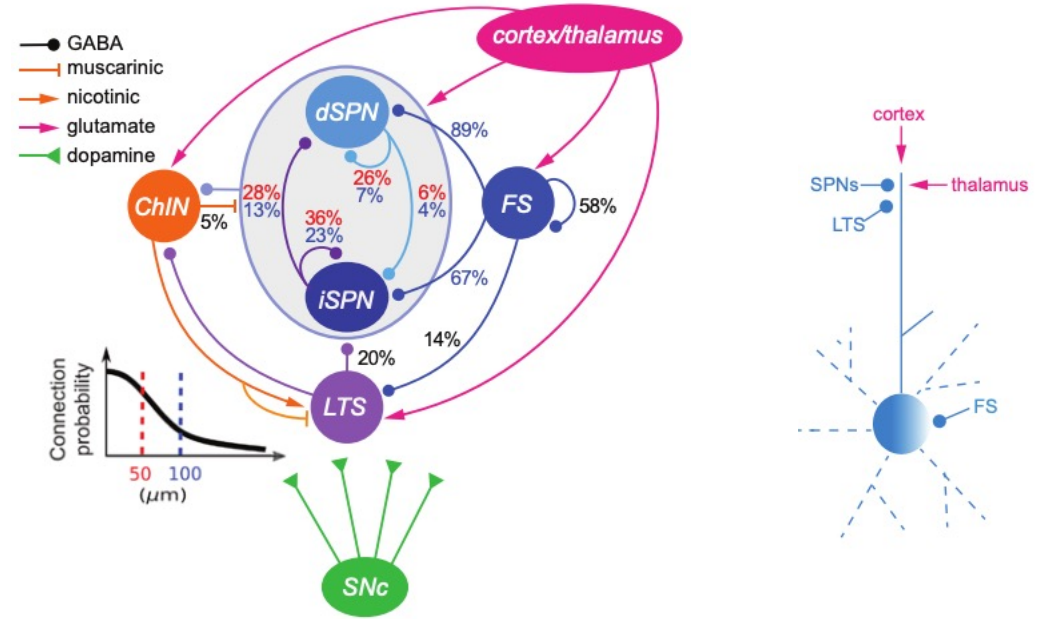 GABA
muscarinic
nicotinic
glutamate
dopamine
cortex/thalamus
dSPN
89%
26%
7%
28%
13%
6%
4%
ChIN
5%
FS
58%
36%
23%
iSPN
67%
14%
20%
LTS
Connection
probability
50 100
(μm)
SNc
cortex
SPNs
thalamus
LTS
FS